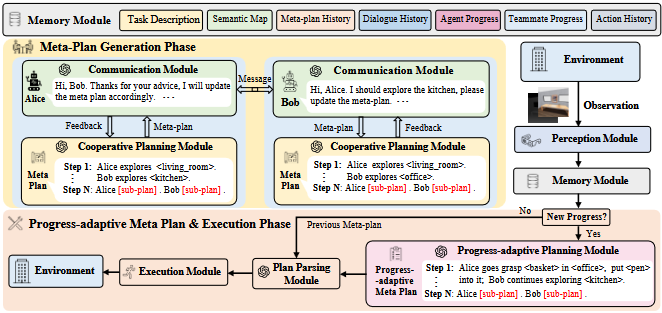 Memory Module
Task Description
Semantic Map
Meta-plan History
Dialogue History
Agent Progress
Teammate Progress
Action History
Meta-Plan Generation Phase
Communication Module
Alice
Hi, Bob. Thanks for your advice, I will update
the meta plan accordingly. ---
Message
Communication Module
Bob
Hi, Alice. I should explore the kitchen, please
update the meta-plan. ---
Feedback
Meta-plan
Meta-plan
Feedback
Cooperative Planning Module
Meta
Plan
Step 1: Alice explores <living_room>.
⋮ Bob explores <kitchen>.
Step N: Alice [sub-plan] . Bob [sub-plan] .
Cooperative Planning Module
Meta
Plan
Step 1: Alice explores <living_room>.
⋮ Bob explores <office>.
Step N: Alice [sub-plan] . Bob [sub-plan] .
Environment
Observation
Perception Module
Memory Module
New Progress?
No
Yes
Progress-adaptive Meta Plan & Execution Phase
Previous Meta-plan
Environment
Execution Module
Plan Parsing
Module
Progress-adaptive Planning Module
Progress-
adaptive
Meta Plan
Step 1: Alice goes grasp <basket> in <office>, put <pen>
⋮ into it; Bob continues exploring <kitchen>.
Step N: Alice [sub-plan] . Bob [sub-plan] .